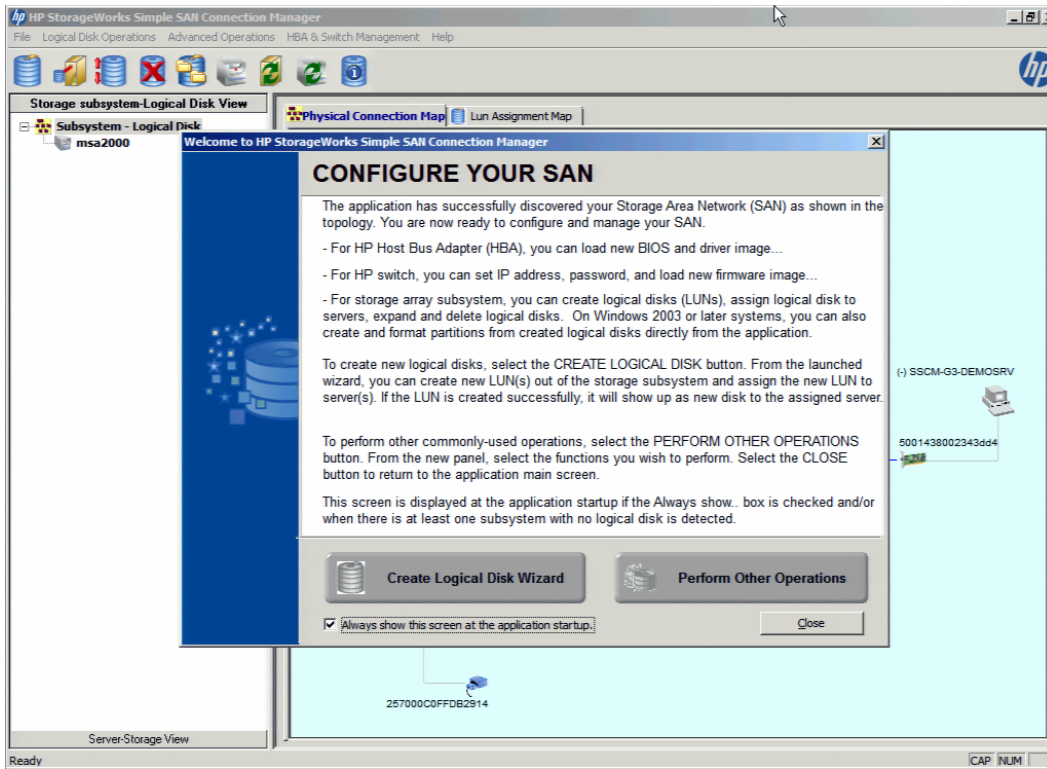 hp HP StorageWorks Simple SAN Connection Manager
File Logical Disk Operations Advanced Operations HBA & Switch Management Help
hp
Storage subsystem-Logical Disk View
Physical Connection Map Lun Assignment Map
Subsystem - Logical Disk
msa2000
Welcome to HP StorageWorks Simple SAN Connection Manager
CONFIGURE YOUR SAN
The application has successfully discovered your Storage Area Network (SAN) as shown in the
topology. You are now ready to configure and manage your SAN.
- For HP Host Bus Adapter (HBA), you can load new BIOS and driver image...
- For HP switch, you can set IP address, password, and load new firmware image...
- For storage array subsystem, you can create logical disks (LUNs), assign logical disk to
servers, expand and delete logical disks. On Windows 2003 or later systems, you can also
create and format partitions from created logical disks directly from the application.
To create new logical disks, select the CREATE LOGICAL DISK button. From the launched
wizard, you can create new LUN(s) out of the storage subsystem and assign the new LUN to
server(s). If the LUN is created successfully, it will show up as new disk to the assigned server.
To perform other commonly-used operations, select the PERFORM OTHER OPERATIONS
button. From the new panel, select the functions you wish to perform. Select the CLOSE
button to return to the application main screen.
This screen is displayed at the application startup if the Always show.. box is checked and/or
when there is at least one subsystem with no logical disk is detected.
Create Logical Disk Wizard
Perform Other Operations
Always show this screen at the application startup.
Close
(-) SSCM-G3-DEMOSRV
5001438002343dd4
257000C0FFDB2914
Server-Storage View
Ready
CAP NUM